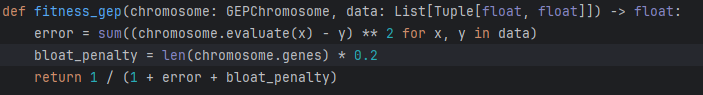 def fitness_gep(chromosome: GEPChromosome, data: List[Tuple[float, float]]) -> float:
    error = sum((chromosome.evaluate(x) - y) ** 2 for x, y in data)
    bloat_penalty = len(chromosome.genes) * 0.2
    return 1 / (1 + error + bloat_penalty)